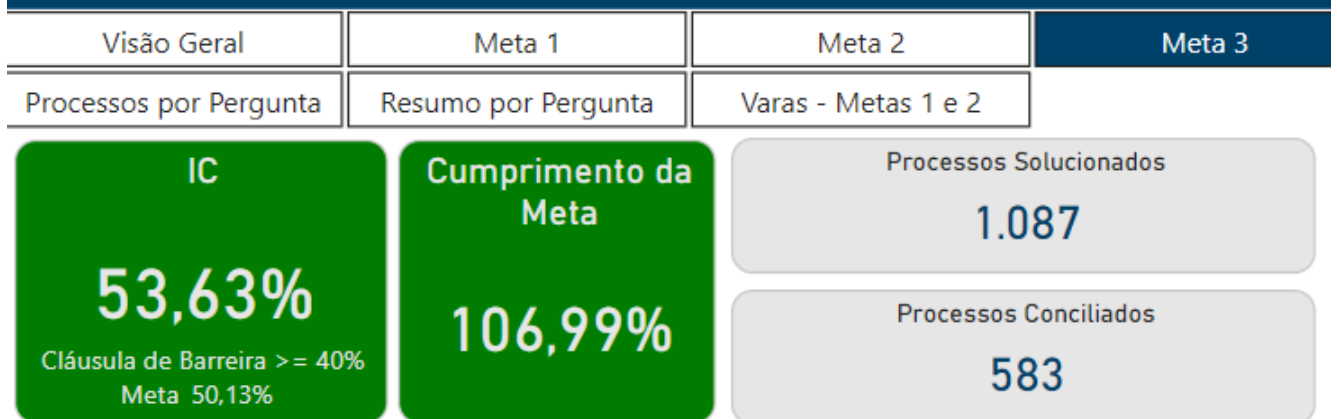 Visão Geral
Meta 1
Meta 2
Meta 3
Processos por Pergunta
Resumo por Pergunta
Varas - Metas 1 e 2
IC
53,63%
Cláusula de Barreira >= 40%
Meta 50,13%
Cumprimento da
Meta
106,99%
Processos Solucionados
1.087
Processos Conciliados
583